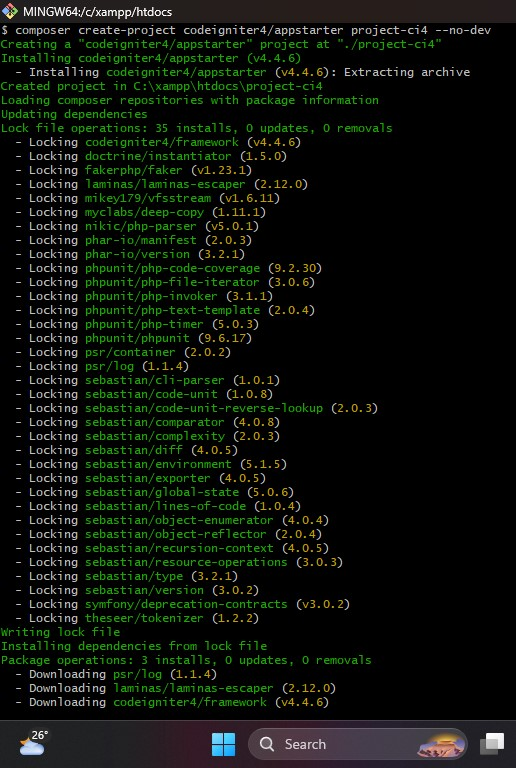 MINGW64:/c/xampp/htdocs
$ composer create-project codeigniter4/appstarter project-ci4 --no-dev
Creating a "codeigniter4/appstarter" project at "./project-ci4"
Installing codeigniter4/appstarter (v4.4.6)
  - Installing codeigniter4/appstarter (v4.4.6): Extracting archive
Created project in C:\xampp\htdocs\project-ci4
Loading composer repositories with package information
Updating dependencies
Lock file operations: 35 installs, 0 updates, 0 removals
  - Locking codeigniter4/framework (v4.4.6)
  - Locking doctrine/instantiator (1.5.0)
  - Locking fakerphp/faker (v1.23.1)
  - Locking laminas/laminas-escaper (2.12.0)
  - Locking mikey179/vfsstream (v1.6.11)
  - Locking myclabs/deep-copy (1.11.1)
  - Locking nikic/php-parser (v5.0.1)
  - Locking phar-io/manifest (2.0.3)
  - Locking phar-io/version (3.2.1)
  - Locking phpunit/php-code-coverage (9.2.30)
  - Locking phpunit/php-file-iterator (3.0.6)
  - Locking phpunit/php-invoker (3.1.1)
  - Locking phpunit/php-text-template (2.0.4)
  - Locking phpunit/php-timer (5.0.3)
  - Locking phpunit/phpunit (9.6.17)
  - Locking psr/container (2.0.2)
  - Locking psr/log (1.1.4)
  - Locking sebastian/cli-parser (1.0.1)
  - Locking sebastian/code-unit (1.0.8)
  - Locking sebastian/code-unit-reverse-lookup (2.0.3)
  - Locking sebastian/comparator (4.0.8)
  - Locking sebastian/complexity (2.0.3)
  - Locking sebastian/diff (4.0.5)
  - Locking sebastian/environment (5.1.5)
  - Locking sebastian/exporter (4.0.5)
  - Locking sebastian/global-state (5.0.6)
  - Locking sebastian/lines-of-code (1.0.4)
  - Locking sebastian/object-enumerator (4.0.4)
  - Locking sebastian/object-reflector (2.0.4)
  - Locking sebastian/recursion-context (4.0.5)
  - Locking sebastian/resource-operations (3.0.3)
  - Locking sebastian/type (3.2.1)
  - Locking sebastian/version (3.0.2)
  - Locking symfony/deprecation-contracts (v3.0.2)
  - Locking theseer/tokenizer (1.2.2)
Writing lock file
Installing dependencies from lock file
Package operations: 3 installs, 0 updates, 0 removals
  - Downloading psr/log (1.1.4)
  - Downloading laminas/laminas-escaper (2.12.0)
  - Downloading codeigniter4/framework (v4.4.6)
26°
Search